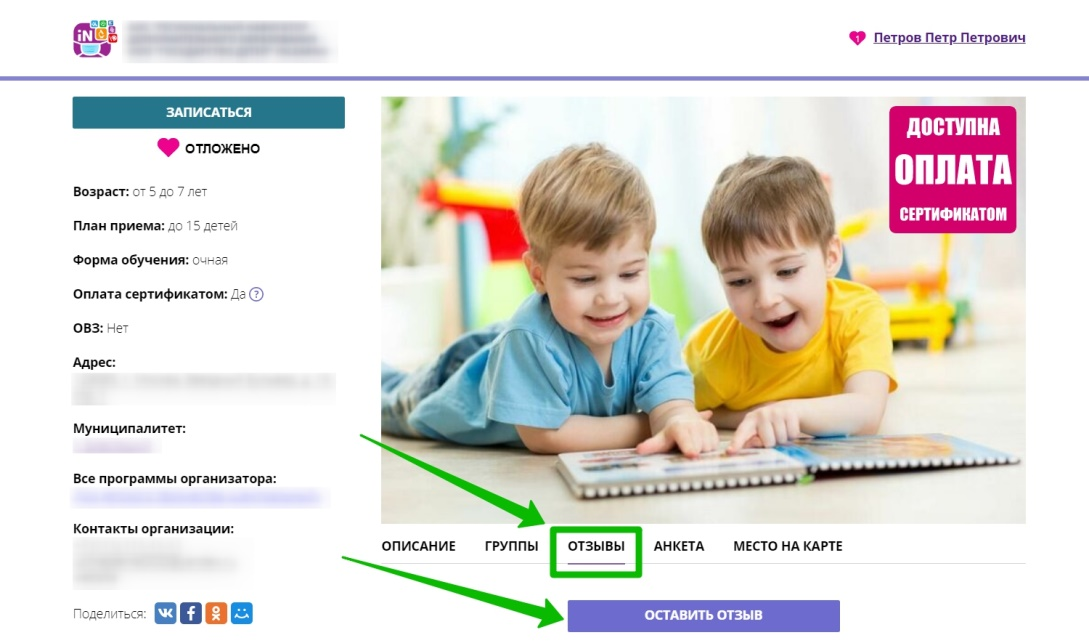 iN
1
Петров Петр Петрович
ЗАПИСАТЬСЯ
ОТЛОЖЕНО
Возраст: от 5 до 7 лет
План приема: до 15 детей
Форма обучения: очная
Оплата сертификатом: Да ?
ОВЗ: Нет
Адрес:
Муниципалитет:
Все программы организатора:
Контакты организации:
Поделиться:
ДОСТУПНА
ОПЛАТА
СЕРТИФИКАТОМ
ОПИСАНИЕ ГРУППЫ ОТЗЫВЫ АНКЕТА МЕСТО НА КАРТЕ
ОСТАВИТЬ ОТЗЫВ